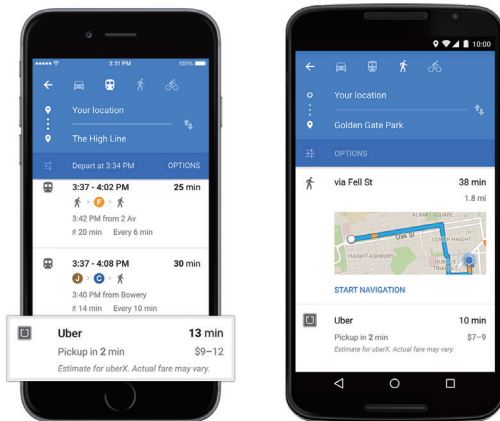 3:31 PM
100%
Your location
The High Line
Depart at 3:34 PM OPTIONS
3:37 - 4:02 PM 25 min
F
3:42 PM from 2 Av
20 min Every 6 min
3:37 - 4:08 PM 30 min
J C
3:40 PM from Bowery
14 min Every 10 min
Uber 13 min
Pickup in 2 min $9–12
Estimate for uberX. Actual fare may vary.
10:00
Your location
Golden Gate Park
OPTIONS
via Fell St 38 min
1.8 mi
ALAMO SQUARE
Oak St
LOWER HAIGHT
HAIGHT-ASHBURY
DUBOCE
TRIANGLE
START NAVIGATION
Uber 10 min
Pickup in 2 min $7–9
Estimate for uberX. Actual fare may vary.